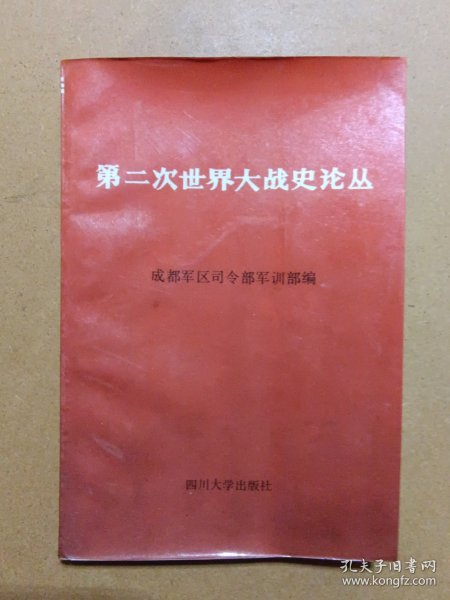 第二次世界大战史论丛
成都军区司令部军训部编
四川大学出版社
孔夫子旧书网
www.kongfz.com